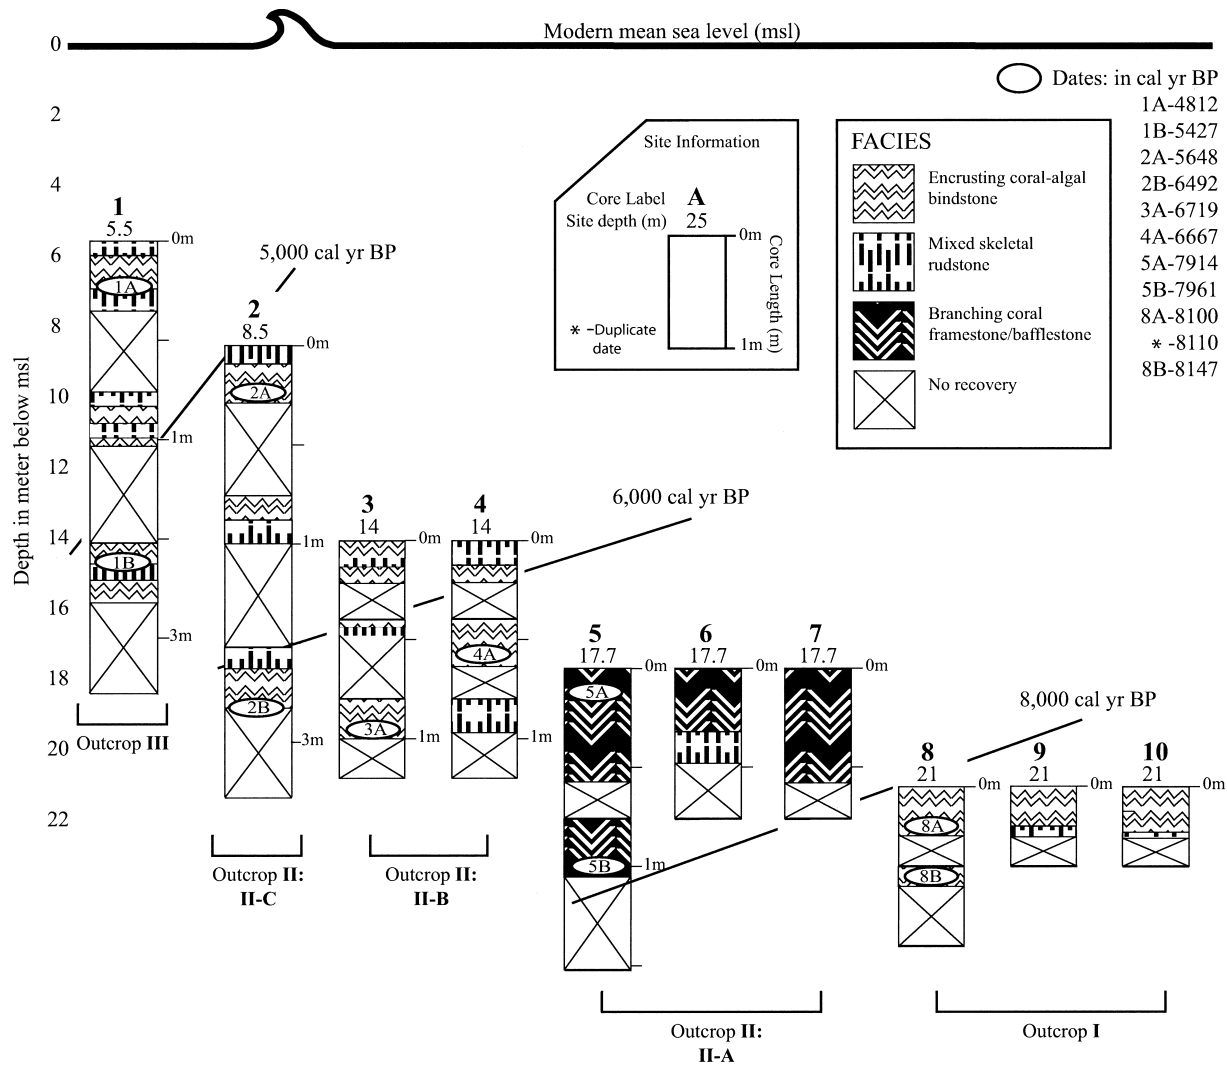 Modern mean sea level (msl)
0
2
4
6
8
10
12
14
16
18
20
22
Depth in meter below msl
Dates: in cal yr BP
1A-4812
1B-5427
2A-5648
2B-6492
3A-6719
4A-6667
5A-7914
5B-7961
8A-8100
* -8110
8B-8147
Site Information
Core Label A
Site depth (m) 25
0m
Core Length (m)
1m
* –Duplicate
date
FACIES
Encrusting coral-algal
bindstone
Mixed skeletal
rudstone
Branching coral
framestone/bafflestone
No recovery
1
5.5
0m
1A
1m
1B
3m
Outcrop III
5,000 cal yr BP
2
8.5
0m
2A
1m
2B
3m
Outcrop II:
II-C
3
14
0m
3A
1m
4
14
0m
4A
1m
Outcrop II:
II-B
6,000 cal yr BP
5
17.7
0m
5A
5B
1m
6
17.7
0m
7
17.7
0m
Outcrop II:
II-A
8,000 cal yr BP
8
21
0m
8A
8B
9
21
0m
10
21
0m
Outcrop I